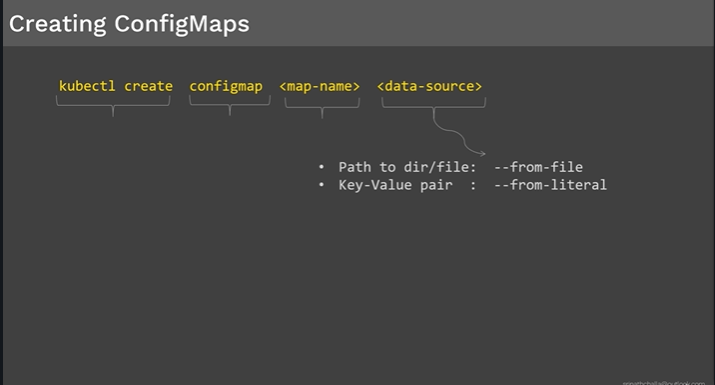 Creating ConfigMaps
kubectl create configmap <map-name> <data-source>
• Path to dir/file: --from-file
• Key-Value pair : --from-literal